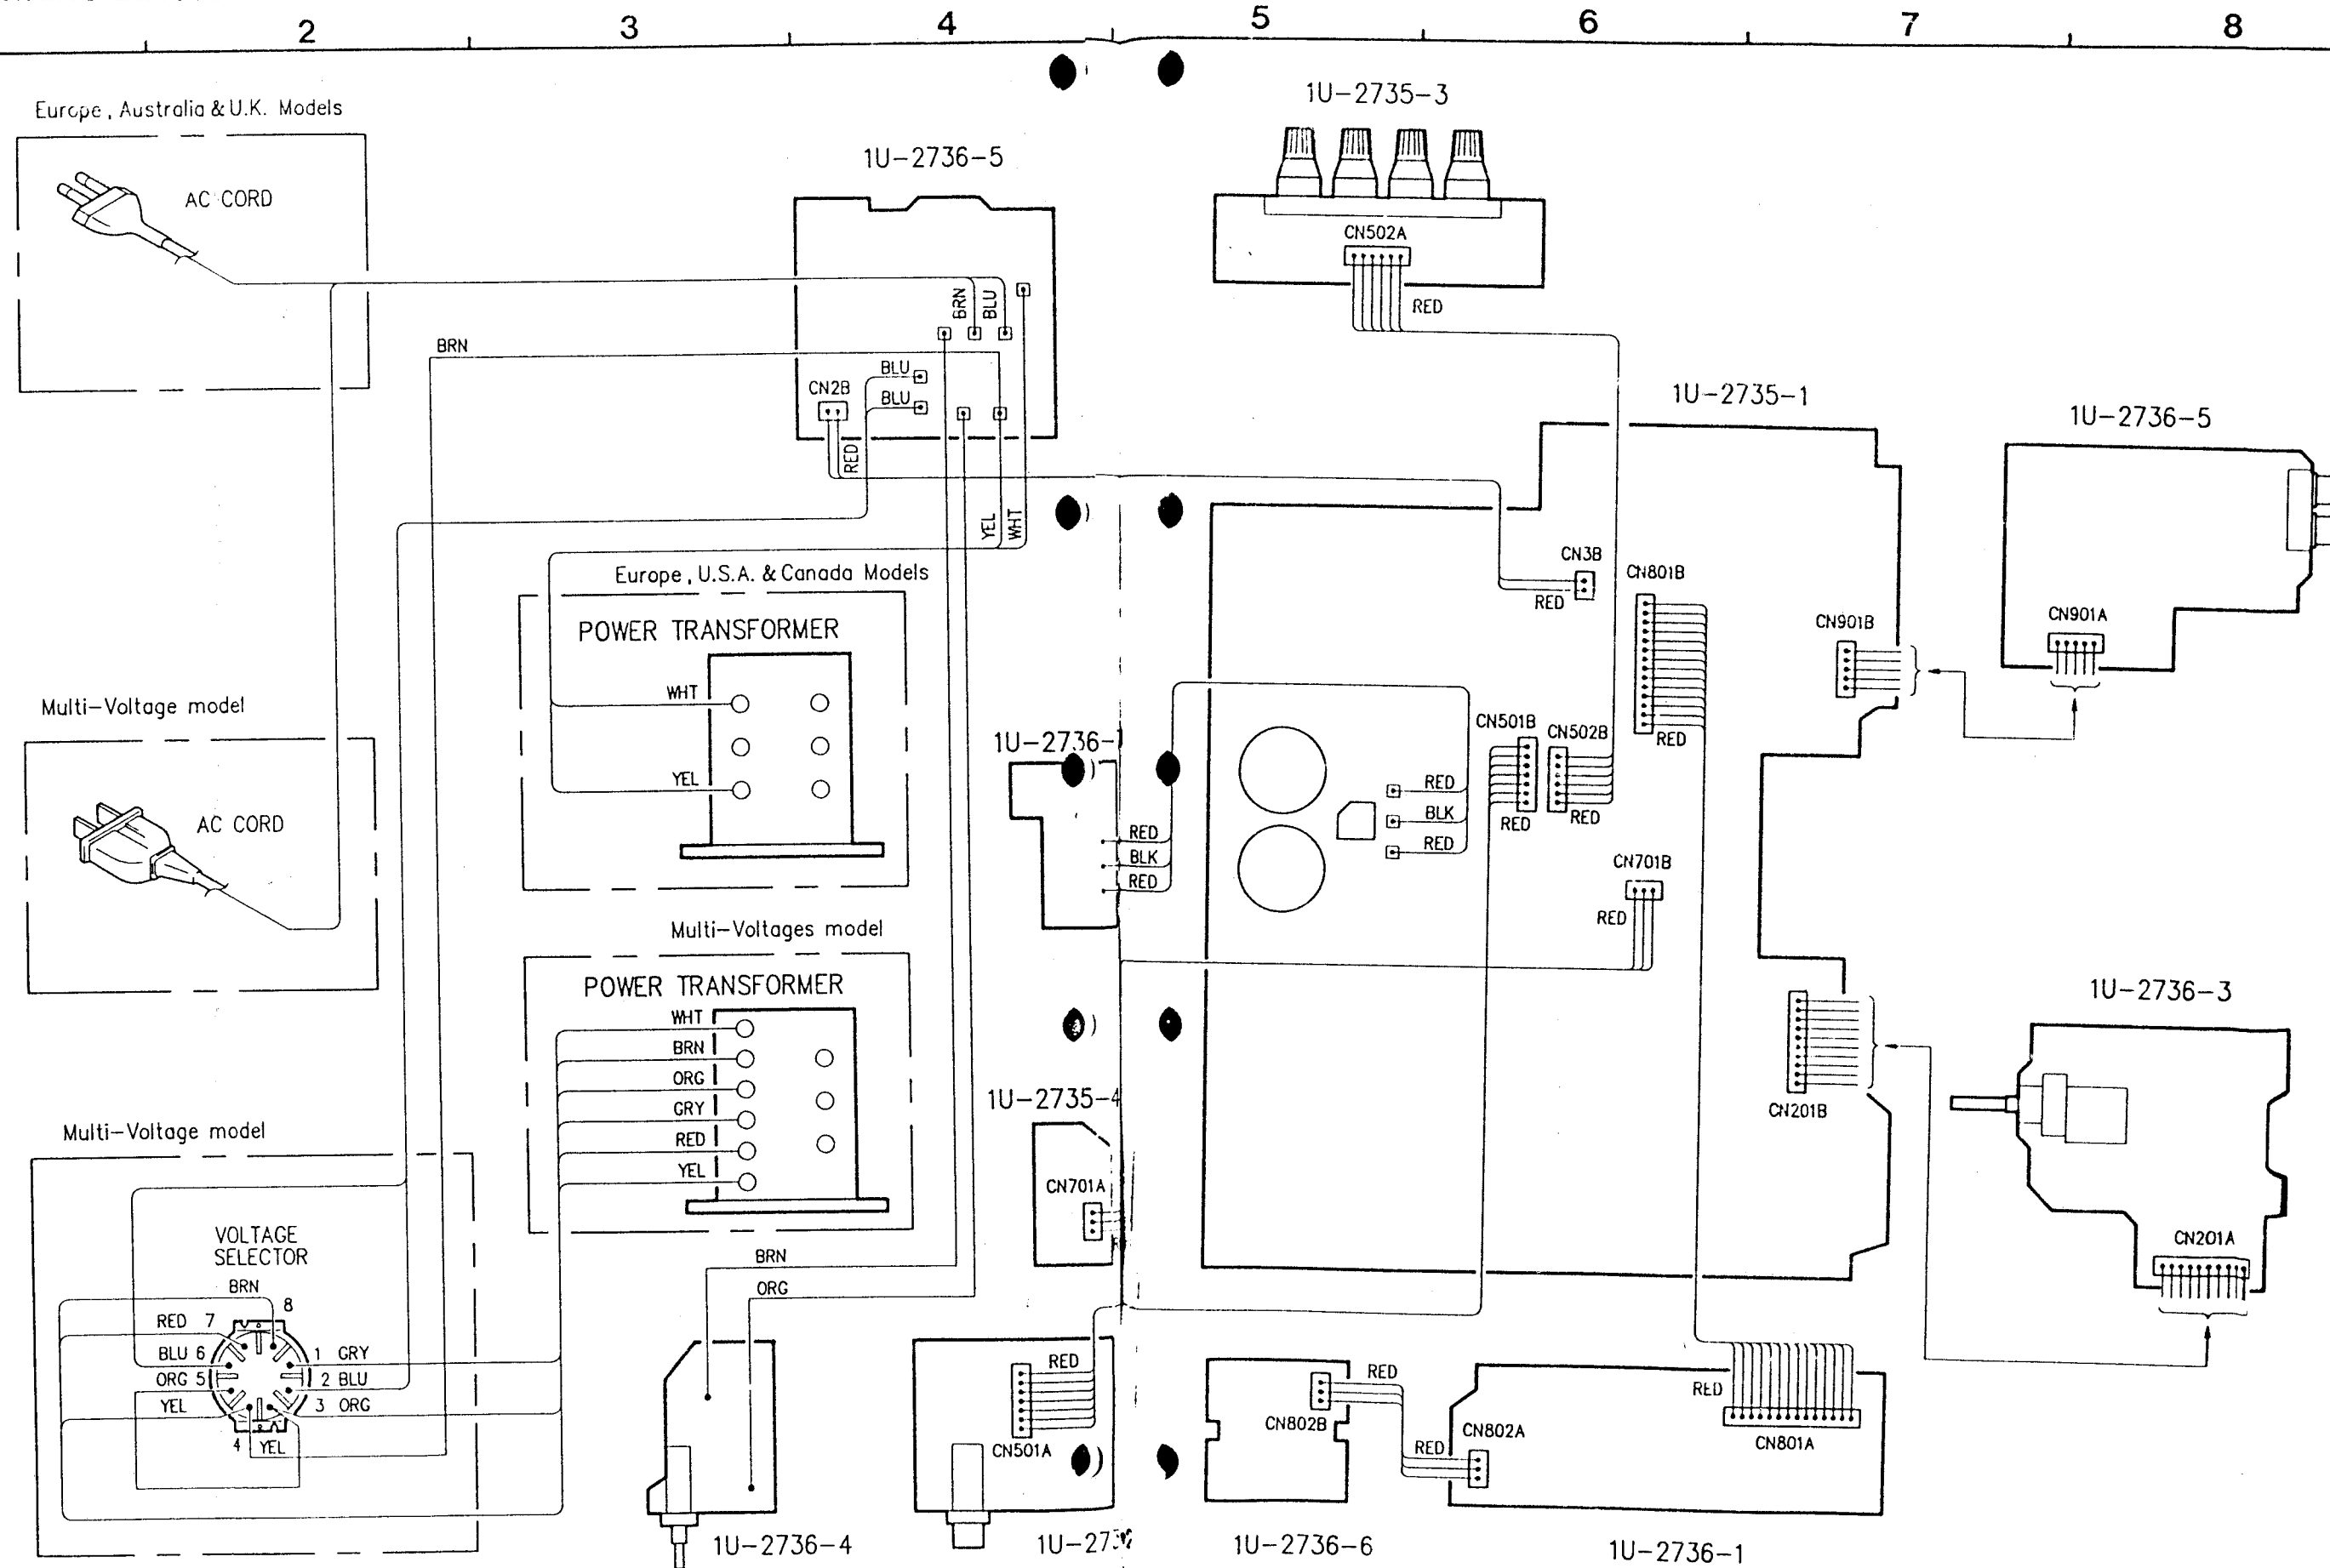 2 3 4 5 6 7 8
Europe, Australia & U.K. Models
AC CORD
1U-2736-5
BRN
BLU
BRN
BLU
BLU
CN2B
RED
YEL
WHT
1U-2735-3
CN502A
RED
1U-2735-1
1U-2736-5
CN3B
RED
CN801B
RED
CN901B
CN901A
Europe, U.S.A. & Canada Models
POWER TRANSFORMER
WHT
YEL
Multi-Voltage model
AC CORD
1U-2736-
RED
BLK
RED
RED
BLK
RED
CN501B
RED
CN502B
RED
CN701B
RED
Multi-Voltages model
POWER TRANSFORMER
WHT
BRN
ORG
GRY
RED
YEL
1U-2735-4
CN701A
CN201B
1U-2736-3
CN201A
Multi-Voltage model
VOLTAGE
SELECTOR
BRN
8
RED 7
BLU 6
ORG 5
YEL
4 YEL
1 GRY
2 BLU
3 ORG
BRN
ORG
1U-2736-4
RED
CN501A
CN802B
RED
1U-2736-6
RED
CN802A
RED
CN801A
1U-2736-1